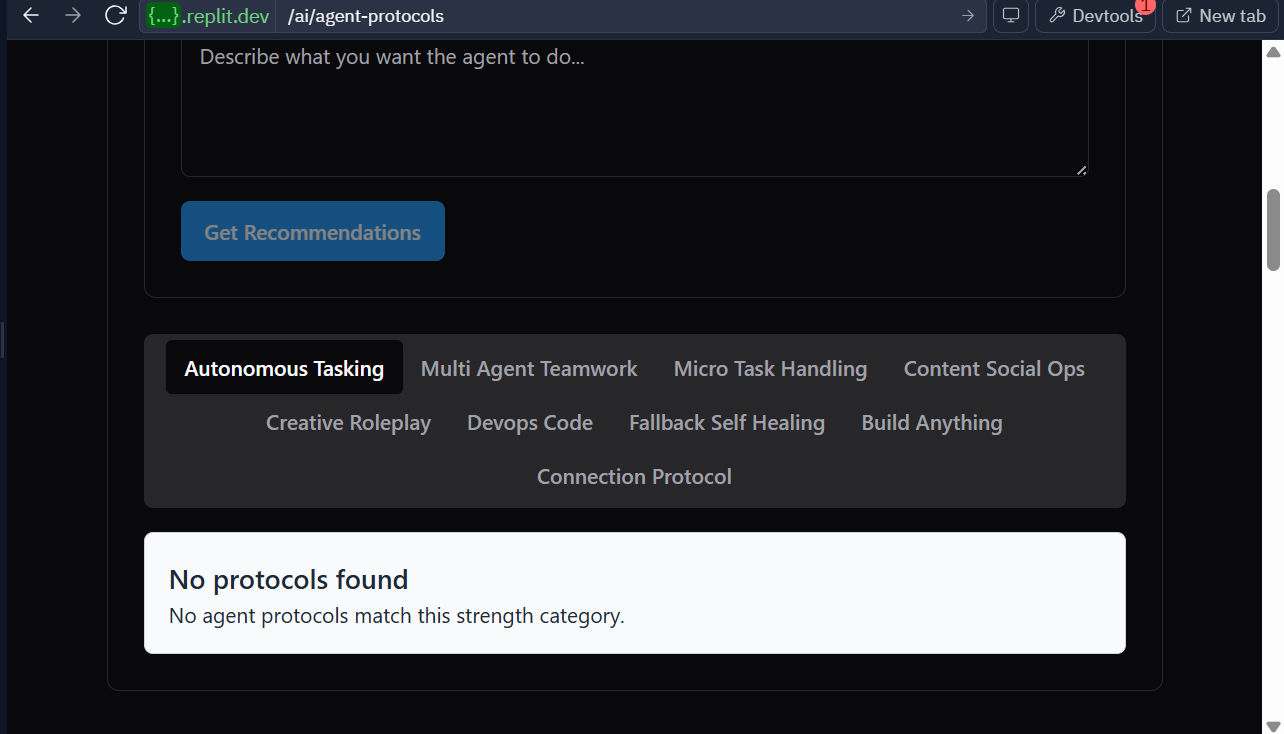 {...}.replit.dev /ai/agent-protocols Devtools 1 New tab
Describe what you want the agent to do...
Get Recommendations
Autonomous Tasking Multi Agent Teamwork Micro Task Handling Content Social Ops
Creative Roleplay Devops Code Fallback Self Healing Build Anything
Connection Protocol
No protocols found
No agent protocols match this strength category.